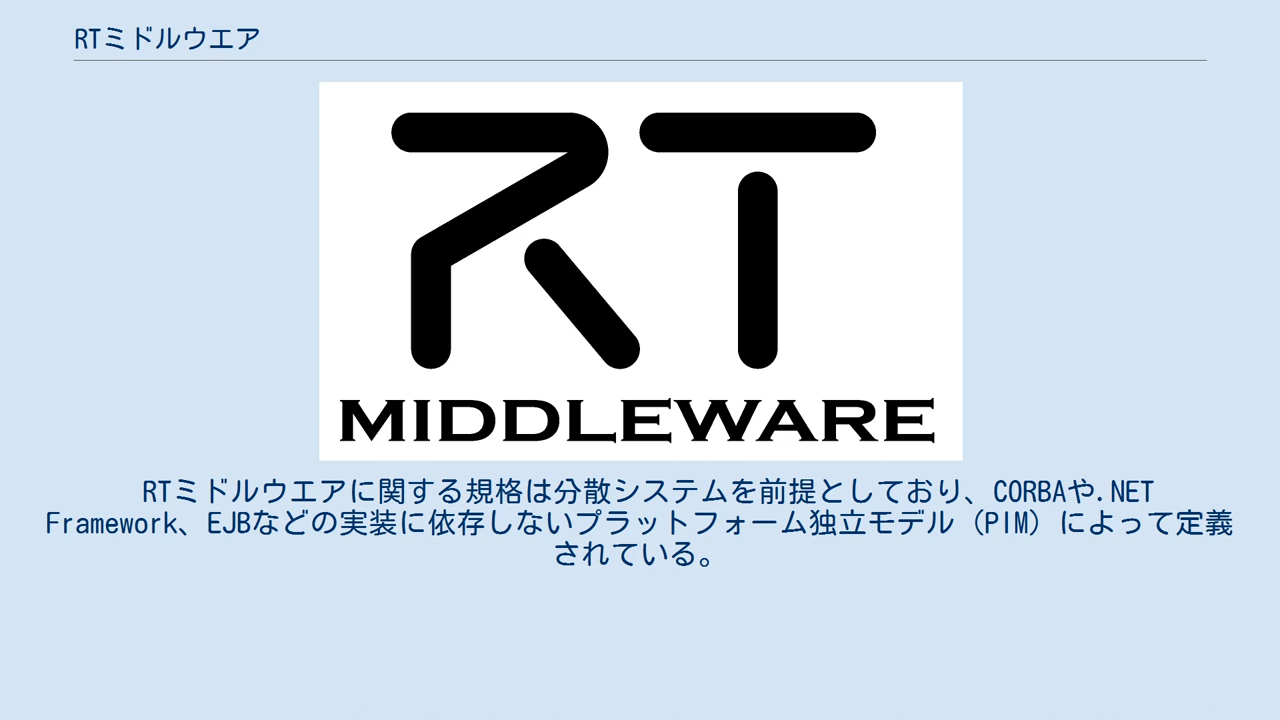 RTミドルウエア
RT
MIDDLEWARE
RTミドルウエアに関する規格は分散システムを前提としており、CORBAや.NET
Framework、EJBなどの実装に依存しないプラットフォーム独立モデル（PIM）によって定義
されている。